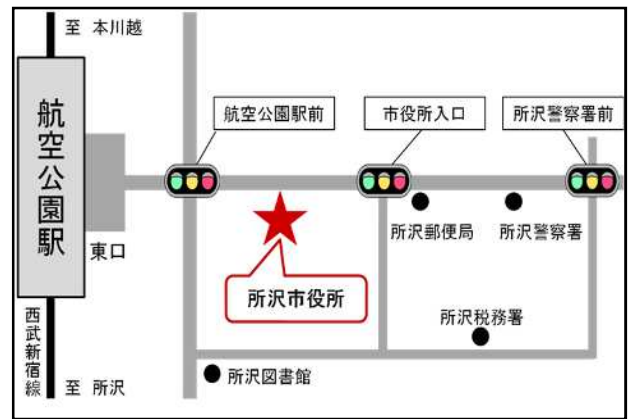 至 本川越
航空公園駅前
市役所入口
所沢警察署前
航空公園駅
東口
所沢郵便局
所沢警察署
所沢市役所
所沢税務署
西武新宿線
至 所沢
所沢図書館